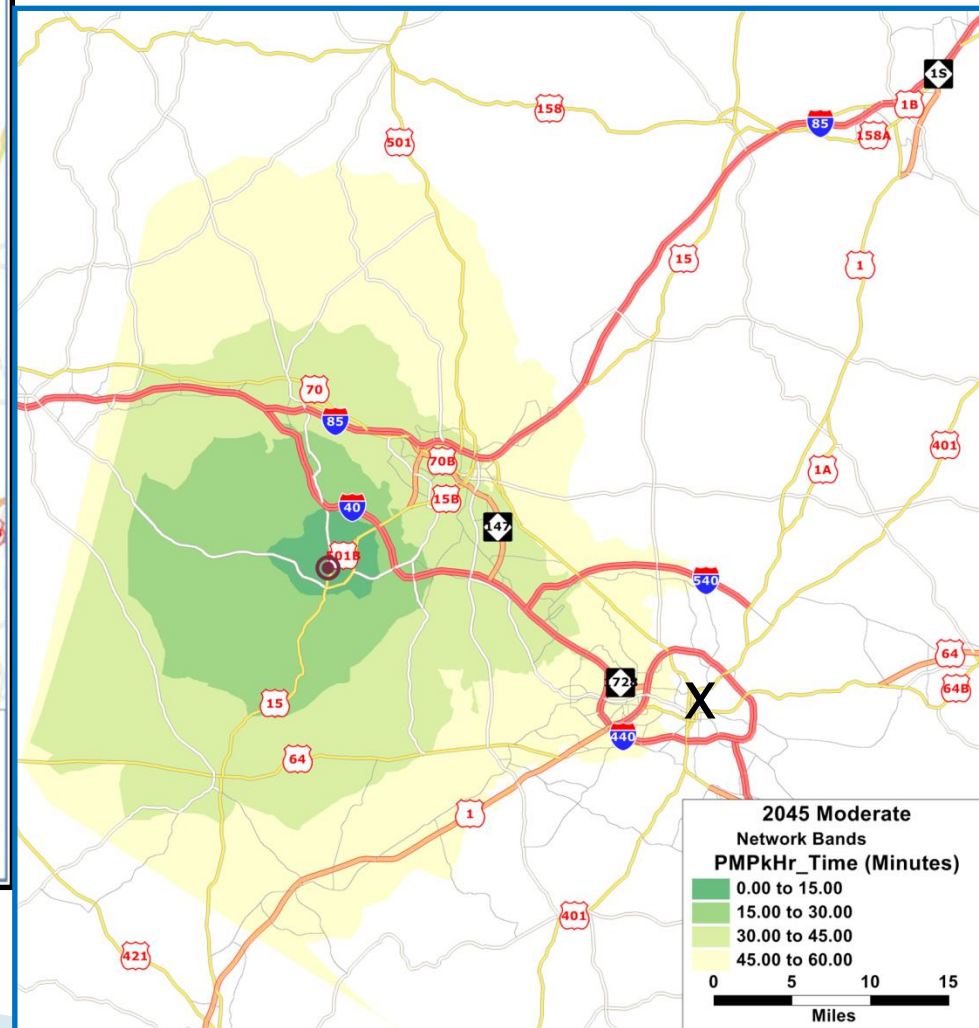 1S
1B
85
158A
158
501
15
1
401
1A
70
85
70B
15B
40
147
501B
540
64
64B
X
440
15
64
1
401
421
2045 Moderate
Network Bands
PMPkHr_Time (Minutes)
0.00 to 15.00
15.00 to 30.00
30.00 to 45.00
45.00 to 60.00
0 5 10 15
Miles